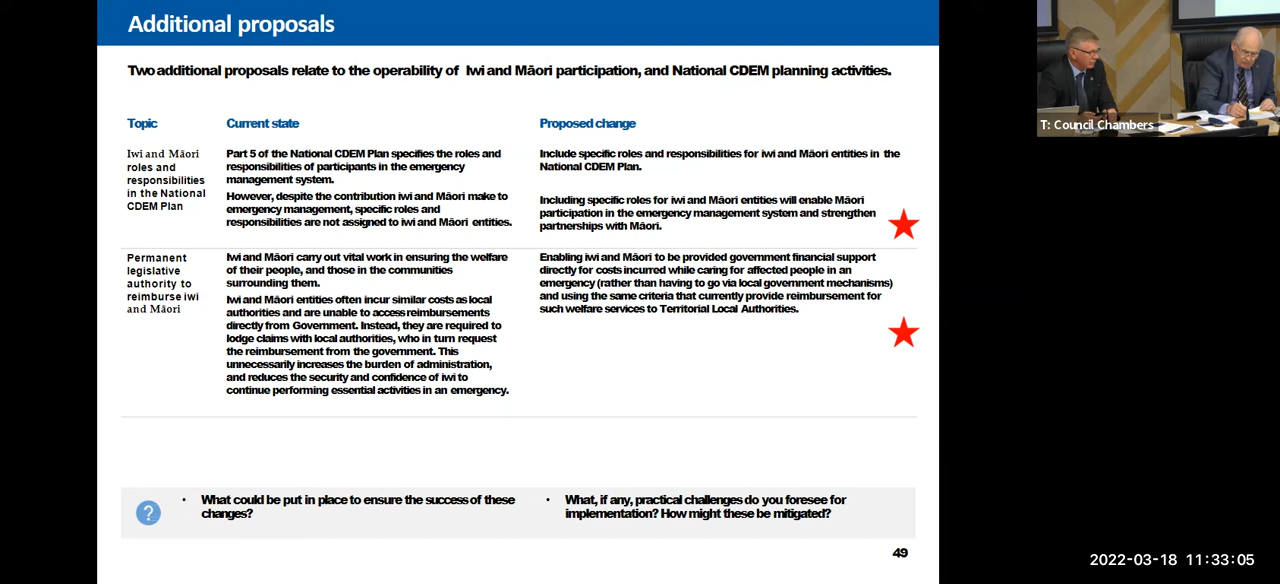 Additional proposals
Two additional proposals relate to the operability of Iwi and Māori participation, and National CDEM planning activities.
Topic
Current state
Proposed change
Iwi and Māori
roles and
responsibilities
in the National
CDEM Plan
Part 5 of the National CDEM Plan specifies the roles and
responsibilities of participants in the emergency
management system.
However, despite the contribution iwi and Māori make to
emergency management, specific roles and
responsibilities are not assigned to iwi and Māori entities.
Include specific roles and responsibilities for iwi and Māori entities in the
National CDEM Plan.
Including specific roles for iwi and Māori entities will enable Māori
participation in the emergency management system and strengthen
partnerships with Māori.
Permanent
legislative
authority to
reimburse iwi
and Māori
Iwi and Māori carry out vital work in ensuring the welfare
of their people, and those in the communities
surrounding them.
Iwi and Māori entities often incur similar costs as local
authorities and are unable to access reimbursements
directly from Government. Instead, they are required to
lodge claims with local authorities, who in turn request
the reimbursement from the government. This
unnecessarily increases the burden of administration,
and reduces the security and confidence of iwi to
continue performing essential activities in an emergency.
Enabling iwi and Māori to be provided government financial support
directly for costs incurred while caring for affected people in an
emergency (rather than having to go via local government mechanisms)
and using the same criteria that currently provide reimbursement for
such welfare services to Territorial Local Authorities.
?
• What could be put in place to ensure the success of these
changes?
• What, if any, practical challenges do you foresee for
implementation? How might these be mitigated?
49
T: Council Chambers
2022-03-18 11:33:05